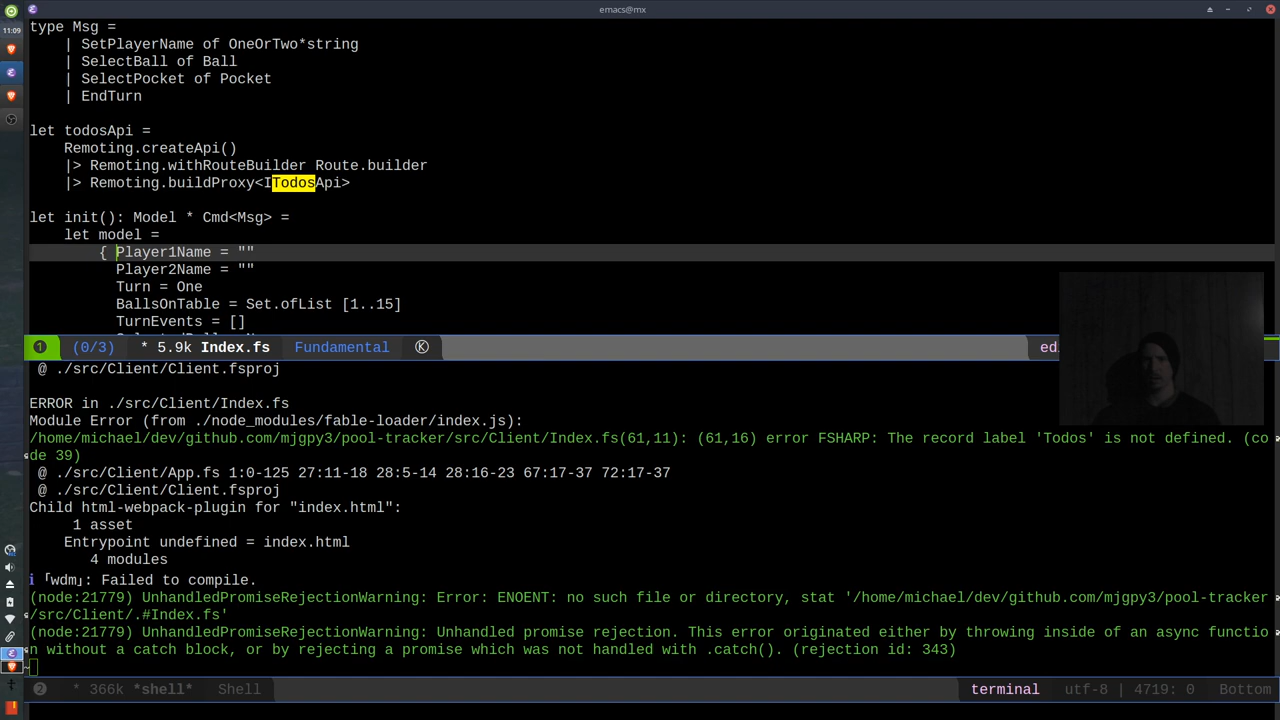 emacs@mx
11:09
type Msg =
| SetPlayerName of OneOrTwo*string
| SelectBall of Ball
| SelectPocket of Pocket
| EndTurn
let todosApi =
Remoting.createApi()
|> Remoting.withRouteBuilder Route.builder
|> Remoting.buildProxy<ITodosApi>
let init(): Model * Cmd<Msg> =
let model =
{ Player1Name = ""
Player2Name = ""
Turn = One
BallsOnTable = Set.ofList [1..15]
TurnEvents = []
1 (0/3) * 5.9k Index.fs Fundamental K
@ ./src/Client/Client.fsproj
ERROR in ./src/Client/Index.fs
Module Error (from ./node_modules/fable-loader/index.js):
/home/michael/dev/github.com/mjgpy3/pool-tracker/src/Client/Index.fs(61,11): (61,16) error FSHARP: The record label 'Todos' is not defined. (co
de 39)
@ ./src/Client/App.fs 1:0-125 27:11-18 28:5-14 28:16-23 67:17-37 72:17-37
@ ./src/Client/Client.fsproj
Child html-webpack-plugin for "index.html":
1 asset
Entrypoint undefined = index.html
4 modules
i ｢wdm｣: Failed to compile.
(node:21779) UnhandledPromiseRejectionWarning: Error: ENOENT: no such file or directory, stat '/home/michael/dev/github.com/mjgpy3/pool-tracker
/src/Client/.#Index.fs'
(node:21779) UnhandledPromiseRejectionWarning: Unhandled promise rejection. This error originated either by throwing inside of an async functio
n without a catch block, or by rejecting a promise which was not handled with .catch(). (rejection id: 343)
2 * 366k *shell* Shell terminal utf-8 | 4719: 0 Bottom